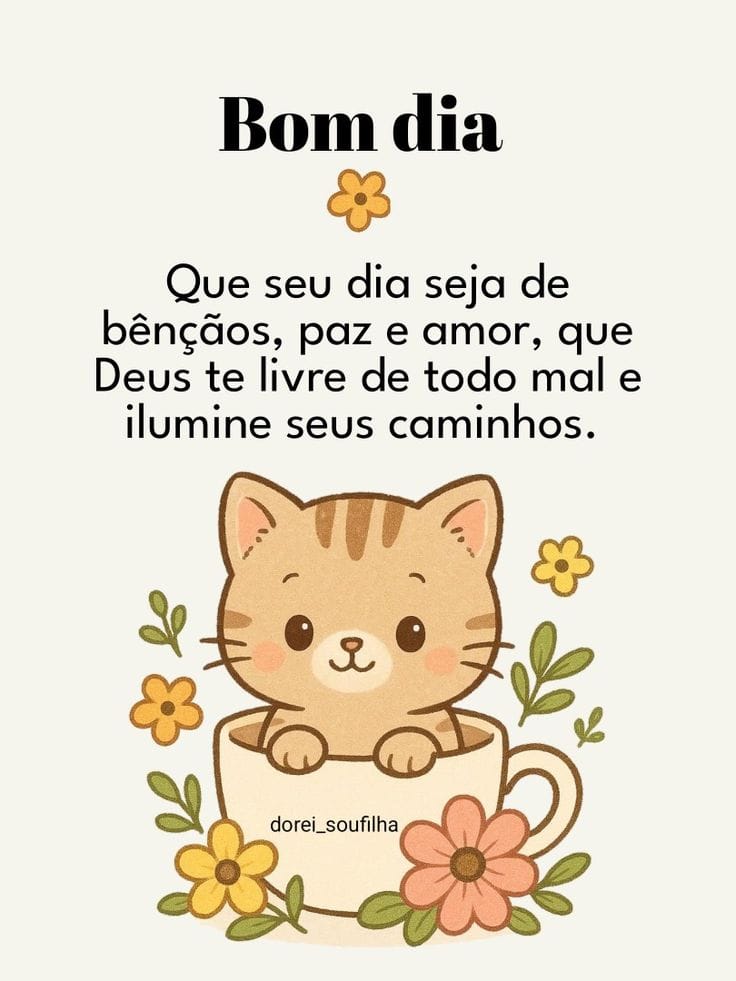 Bom dia
Que seu dia seja de
bênçãos, paz e amor, que
Deus te livre de todo mal e
ilumine seus caminhos.
dorei_soufilha